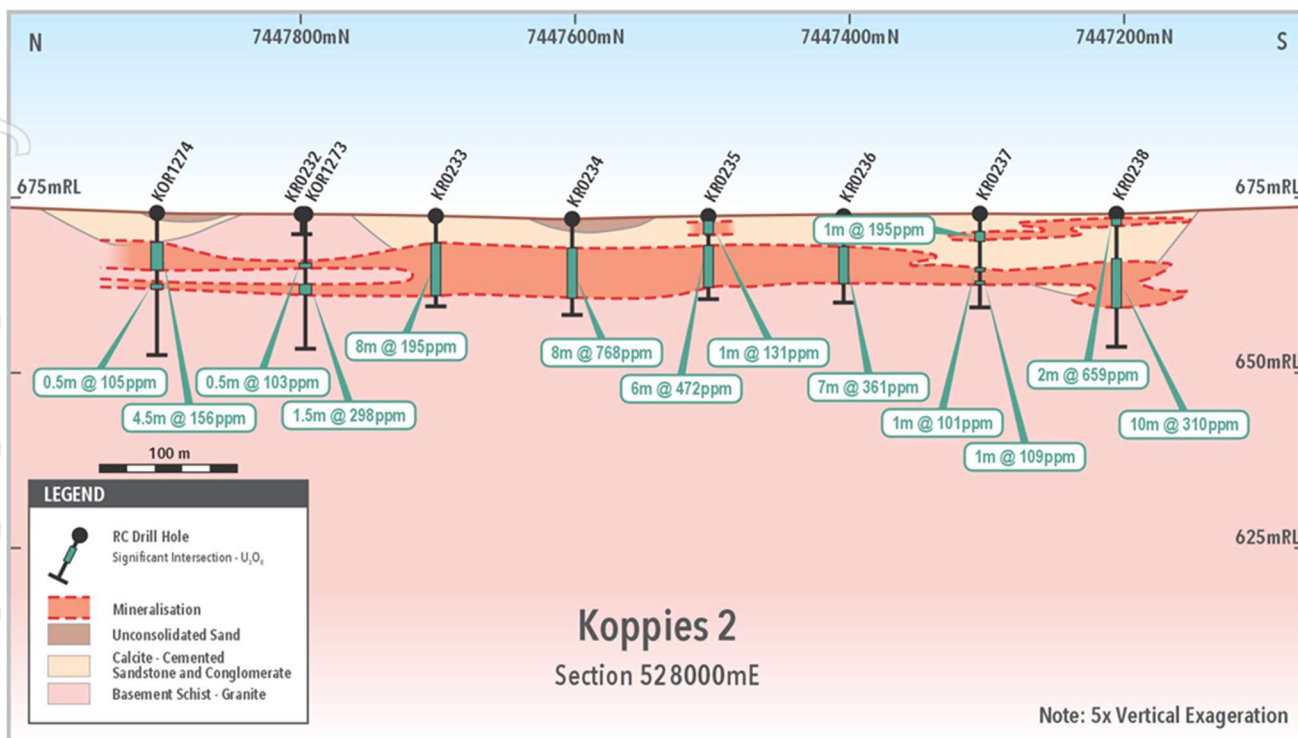 N
7447800mN
7447600mN
7447400mN
7447200mN
S
675mRL
KOR1274
KR0232
KOR1273
KR0233
KR0234
KR0235
KR0236
KR0237
KR0238
675mRL
1m @ 195ppm
8m @ 195ppm
8m @ 768ppm
1m @ 131ppm
0.5m @ 105ppm
0.5m @ 103ppm
6m @ 472ppm
7m @ 361ppm
2m @ 659ppm
650mRL
4.5m @ 156ppm
1.5m @ 298ppm
1m @ 101ppm
10m @ 310ppm
1m @ 109ppm
100 m
LEGEND
RC Drill Hole
Significant Intersection - U₃O₈
Mineralisation
Unconsolidated Sand
Calcite - Cemented
Sandstone and Conglomerate
Basement Schist - Granite
625mRL
Koppies 2
Section 528000mE
Note: 5x Vertical Exageration